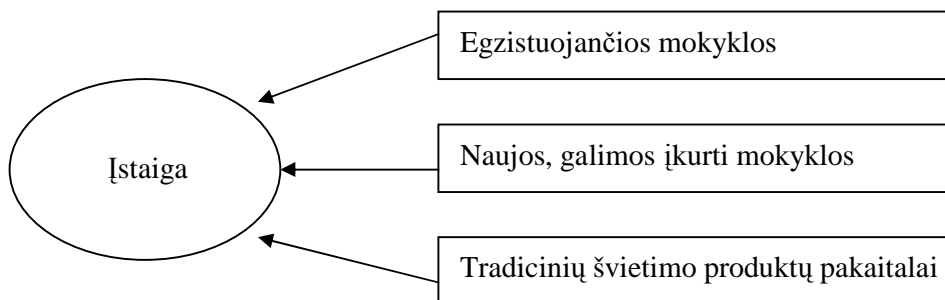 Egzistuojančios mokyklos
Įstaiga
Naujos, galimos įkurti mokyklos
Tradicinių švietimo produktų pakaitalai